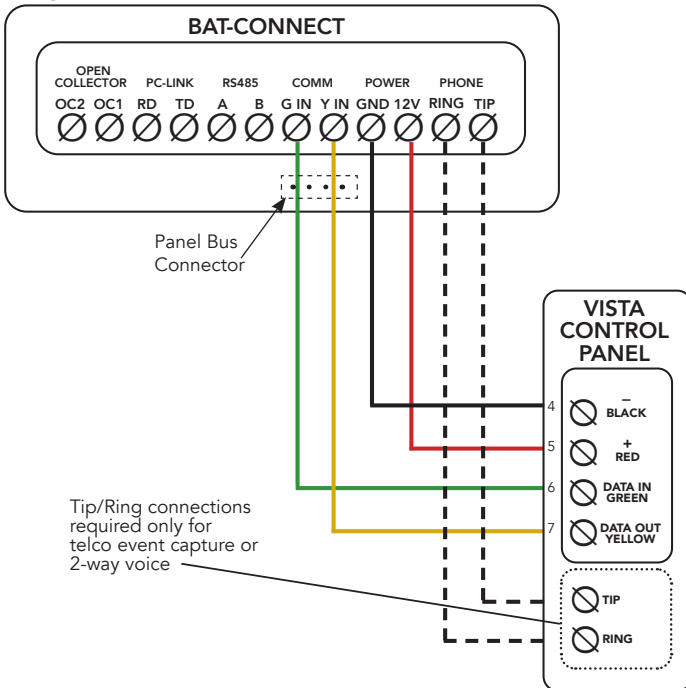 BAT-CONNECT
OPEN
COLLECTOR PC-LINK RS485 COMM POWER PHONE
OC2 OC1 RD TD A B G IN Y IN GND 12V RING TIP
Panel Bus
Connector
VISTA
CONTROL
PANEL
4 –
BLACK
5 +
RED
6 DATA IN
GREEN
7 DATA OUT
YELLOW
Tip/Ring connections
required only for
telco event capture or
2-way voice
TIP
RING